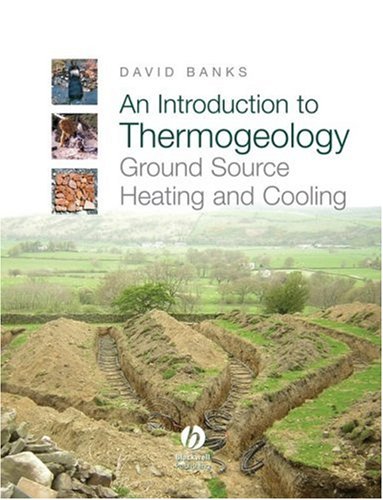 DAVID BANKS
An Introduction to
Thermogeology
Ground Source
Heating and Cooling
Blackwell
Publishing